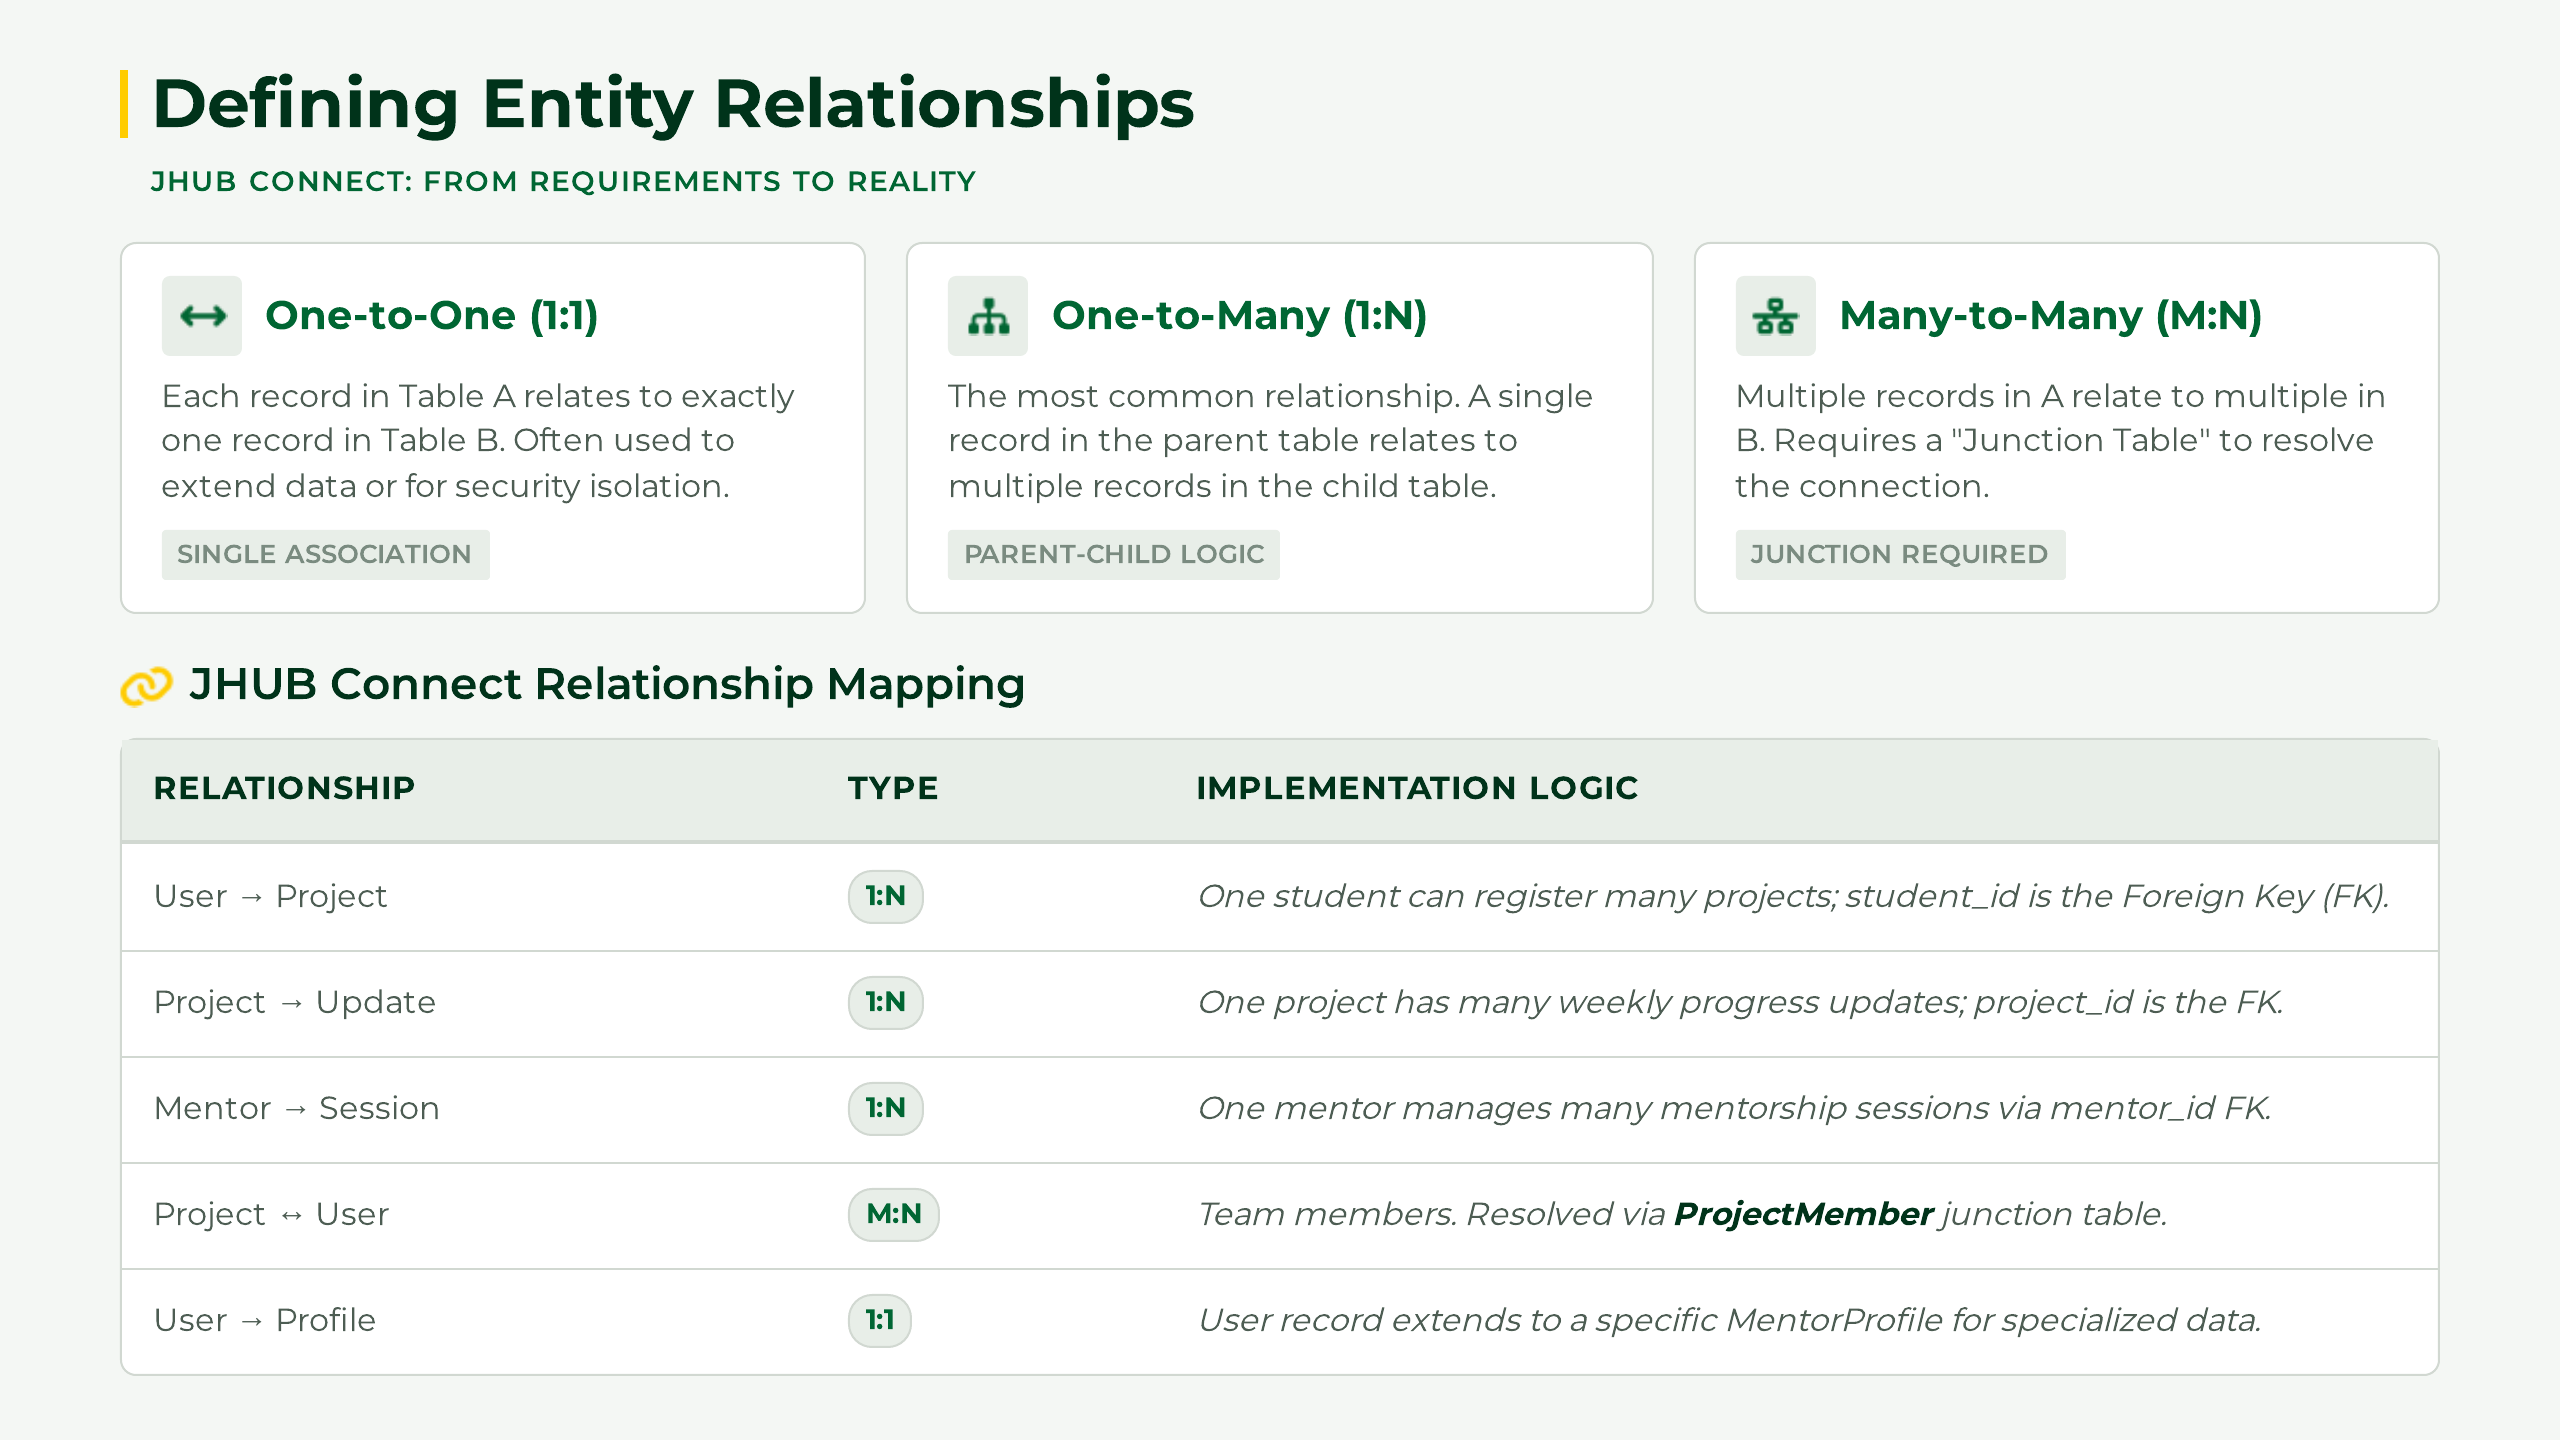 Defining Entity Relationships
JHUB CONNECT: FROM REQUIREMENTS TO REALITY
One-to-One (1:1)
Each record in Table A relates to exactly
one record in Table B. Often used to
extend data or for security isolation.
SINGLE ASSOCIATION
One-to-Many (1:N)
The most common relationship. A single
record in the parent table relates to
multiple records in the child table.
PARENT-CHILD LOGIC
Many-to-Many (M:N)
Multiple records in A relate to multiple in
B. Requires a "Junction Table" to resolve
the connection.
JUNCTION REQUIRED
JHUB Connect Relationship Mapping
RELATIONSHIP TYPE IMPLEMENTATION LOGIC
User → Project 1:N One student can register many projects; student_id is the Foreign Key (FK).
Project → Update 1:N One project has many weekly progress updates; project_id is the FK.
Mentor → Session 1:N One mentor manages many mentorship sessions via mentor_id FK.
Project ↔ User M:N Team members. Resolved via ProjectMember junction table.
User → Profile 1:1 User record extends to a specific MentorProfile for specialized data.